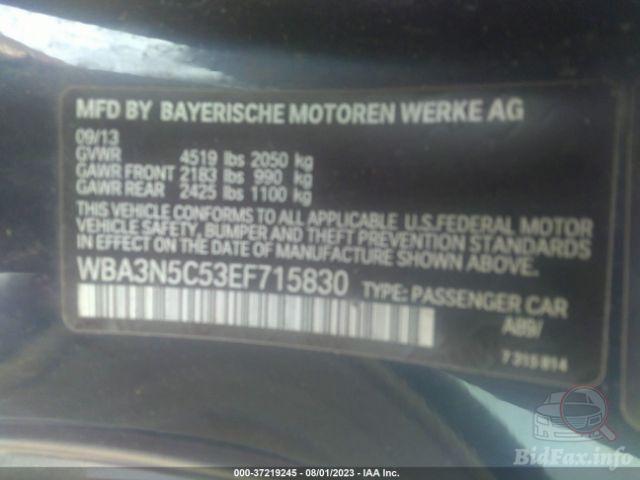 MFD BY BAYERISCHE MOTOREN WERKE AG
09/13
GVWR 4519 lbs 2050 kg
GAWR FRONT 2183 lbs 990 kg
GAWR REAR 2425 lbs 1100 kg
THIS VEHICLE CONFORMS TO ALL APPLICABLE U.S.FEDERAL MOTOR
VEHICLE SAFETY, BUMPER AND THEFT PREVENTION STANDARDS
IN EFFECT ON THE DATE OF MANUFACTURE SHOWN ABOVE.
WBA3N5C53EF715830 TYPE: PASSENGER CAR
A89/
7 315 814
BidFax.info
000-37219245 - 08/01/2023 - IAA Inc.